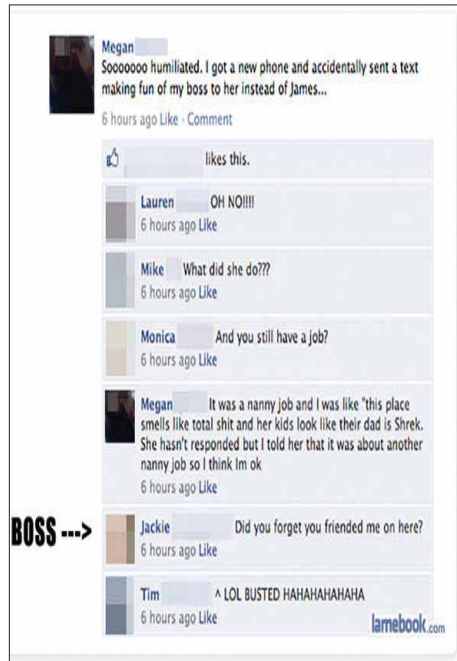 Megan
Sooooooo humiliated. I got a new phone and accidentally sent a text
making fun of my boss to her instead of James...
6 hours ago Like · Comment
likes this.
Lauren OH NO!!!!
6 hours ago Like
Mike What did she do???
6 hours ago Like
Monica And you still have a job?
6 hours ago Like
Megan It was a nanny job and I was like "this place
smells like total shit and her kids look like their dad is Shrek.
She hasn't responded but I told her that it was about another
nanny job so I think Im ok
6 hours ago Like
BOSS --->
Jackie Did you forget you friended me on here?
6 hours ago Like
Tim ^ LOL BUSTED HAHAHAHAHAHA
6 hours ago Like
lamebook.com